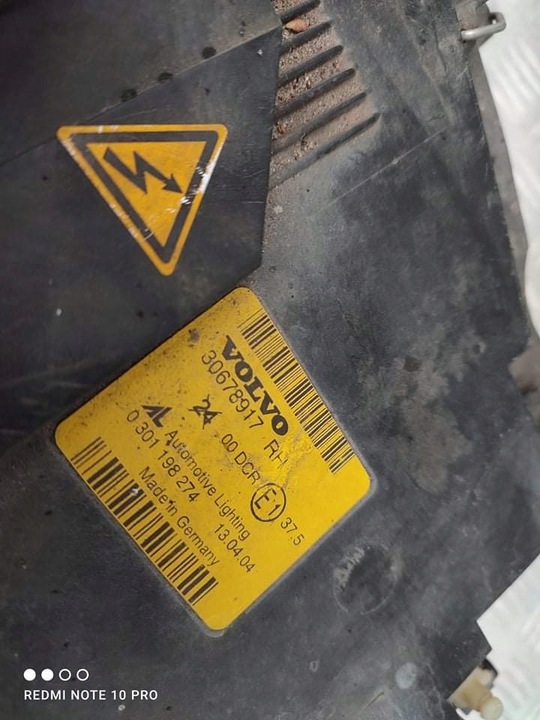 VOLVO
30678917 RH
24 00 DCR E1 37.5
AL Automotive Lighting
0 301 198 274 13.04.04
Made in Germany
REDMI NOTE 10 PRO